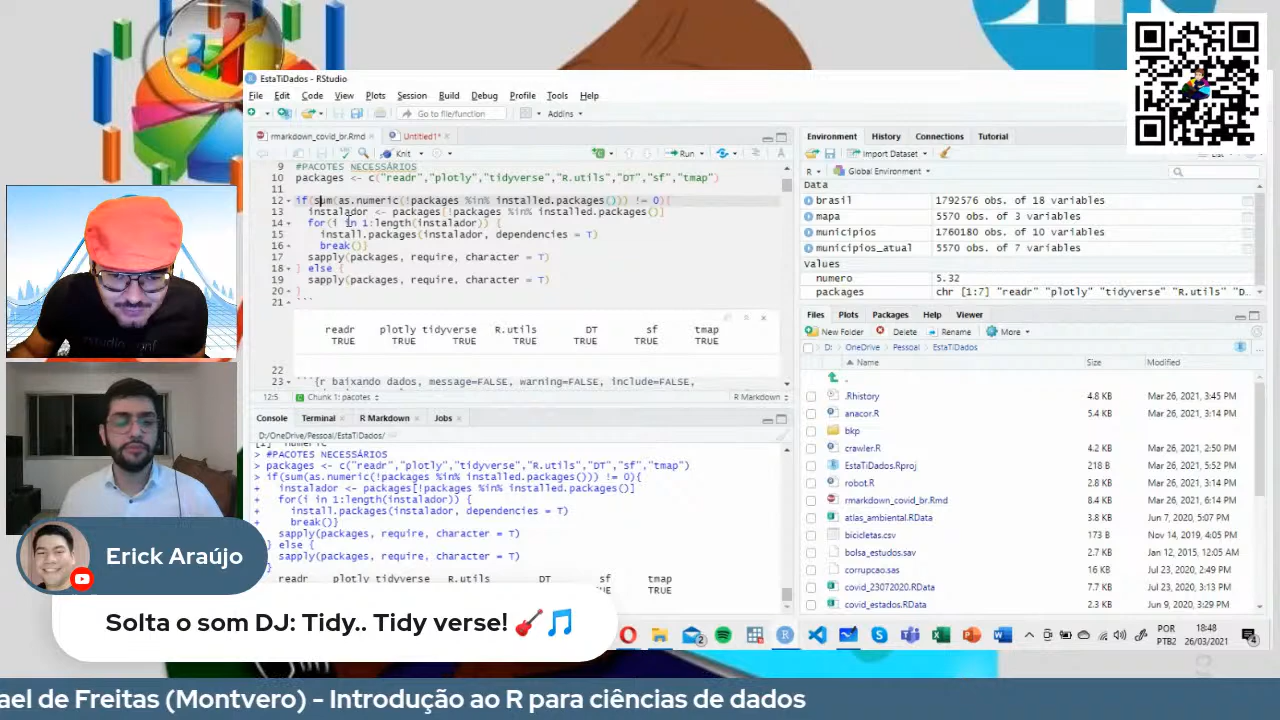 EstaTiDados - RStudio
File Edit Code View Plots Session Build Debug Profile Tools Help
Go to file/function
Addins
rmarkdown_covid_br.Rmd
Untitled1*
Knit
Run
9 #PACOTES NECESSÁRIOS
10 packages <- c("readr","plotly","tidyverse","R.utils","DT","sf","tmap")
11
12 if(sum(as.numeric(!packages %in% installed.packages())) != 0){
13 instalador <- packages[!packages %in% installed.packages()]
14 for(i in 1:length(instalador)) {
15 install.packages(instalador, dependencies = T)
16 break()}
17 sapply(packages, require, character = T)
18 } else {
19 sapply(packages, require, character = T)
20 }
21 ```
readr plotly tidyverse R.utils DT sf tmap
TRUE TRUE TRUE TRUE TRUE TRUE TRUE
22
23 ```{r baixando dados, message=FALSE, warning=FALSE, include=FALSE,
12:5 Chunk 1: pacotes
R Markdown
Console Terminal R Markdown Jobs
D:/OneDrive/Pessoal/EstaTiDados/
> #PACOTES NECESSÁRIOS
> packages <- c("readr","plotly","tidyverse","R.utils","DT","sf","tmap")
> if(sum(as.numeric(!packages %in% installed.packages())) != 0){
+ instalador <- packages[!packages %in% installed.packages()]
+ for(i in 1:length(instalador)) {
+ install.packages(instalador, dependencies = T)
+ break()}
sapply(packages, require, character = T)
} else {
sapply(packages, require, character = T)
}
readr plotly tidyverse R.utils DT sf tmap
TRUE
Environment History Connections Tutorial
Import Dataset
List
R Global Environment
Data
brasil 1792576 obs. of 18 variables
mapa 5570 obs. of 3 variables
municipios 1760180 obs. of 10 variables
municipios_atual 5570 obs. of 7 variables
values
numero 5.32
packages chr [1:7] "readr" "plotly" "tidyverse" "R.utils" "D...
Files Plots Packages Help Viewer
New Folder Delete Rename More
D: OneDrive Pessoal EstaTiDados
Name Size Modified
..
.Rhistory 4.8 KB Mar 26, 2021, 3:45 PM
anacor.R 5.4 KB Mar 26, 2021, 3:14 PM
bkp
crawler.R 4.2 KB Mar 26, 2021, 2:50 PM
EstaTiDados.Rproj 218 B Mar 26, 2021, 5:52 PM
robot.R 2.8 KB Mar 26, 2021, 3:14 PM
rmarkdown_covid_br.Rmd 8.4 KB Mar 26, 2021, 6:14 PM
atlas_ambiental.RData 3.8 KB Jun 7, 2020, 5:07 PM
bicicletas.csv 173 B Nov 14, 2019, 4:05 PM
bolsa_estudos.sav 2.7 KB Jan 12, 2015, 12:05 AM
corrupcao.sas 16 KB Jul 23, 2020, 2:49 PM
covid_23072020.RData 7.7 KB Jul 23, 2020, 3:13 PM
covid_estados.RData 2.3 KB Jun 9, 2020, 3:29 PM
POR
PTB2
18:48
26/03/2021
Erick Araújo
Solta o som DJ: Tidy.. Tidy verse! 🎸🎵
ael de Freitas (Montvero) - Introdução ao R para ciências de dados